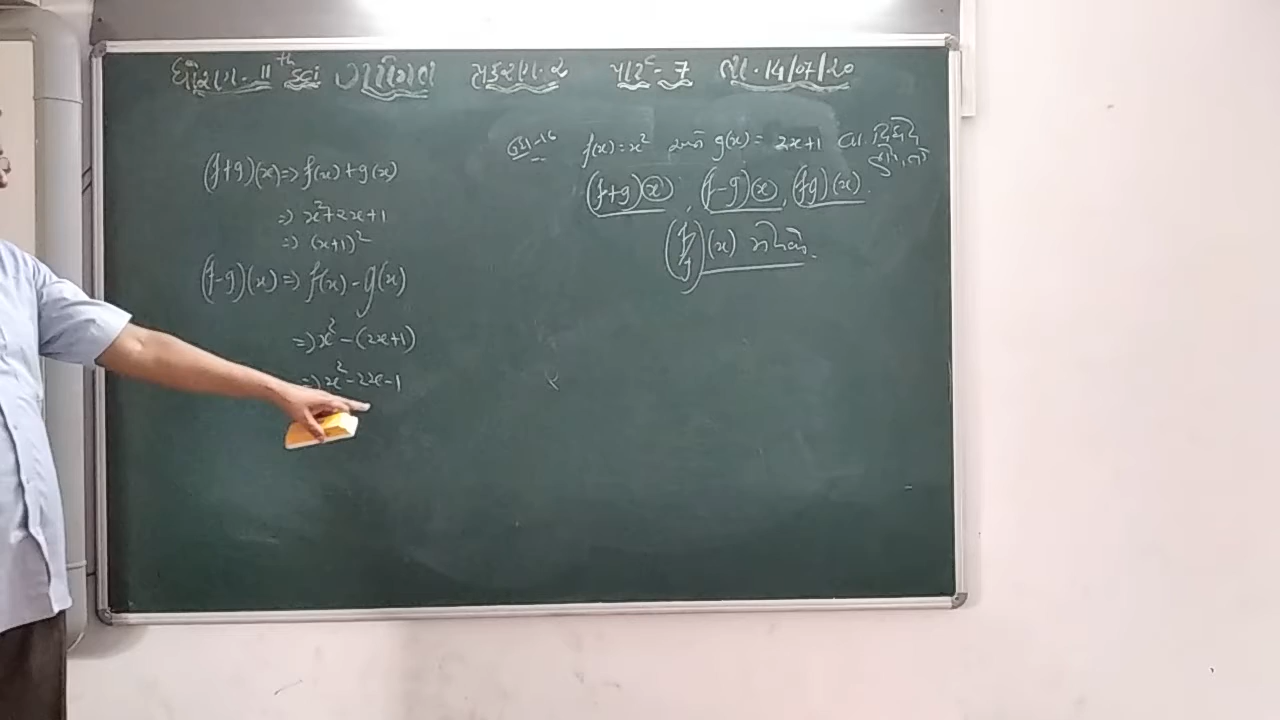 ધોરણ-11th sci ગણિત પ્રકરણ-2 પાઠ-7 તા.14/07/20
ઉદા-16 f(x)=x² અને g(x)= 2x+1 વા. વિધેયો
(f+g)(x), (f-g)(x), (fg)(x).
(f/g)(x) મેળવો.
(f+g)(x)⇒ f(x)+g(x)
⇒ x²+2x+1
⇒ (x+1)²
(f-g)(x)⇒ f(x)-g(x)
⇒x²-(2x+1)
⇒x²-2x-1